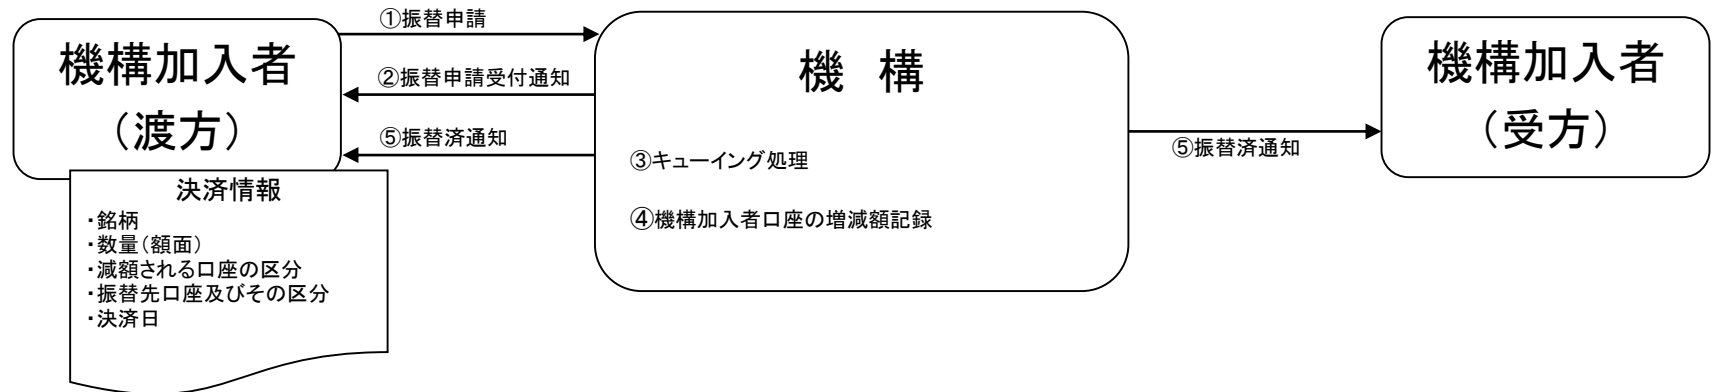 機構加入者
（渡方）
①振替申請
②振替申請受付通知
⑤振替済通知
決済情報
・銘柄
・数量（額面）
・減額される口座の区分
・振替先口座及びその区分
・決済日
機　構
③キューイング処理
④機構加入者口座の増減額記録
⑤振替済通知
機構加入者
（受方）